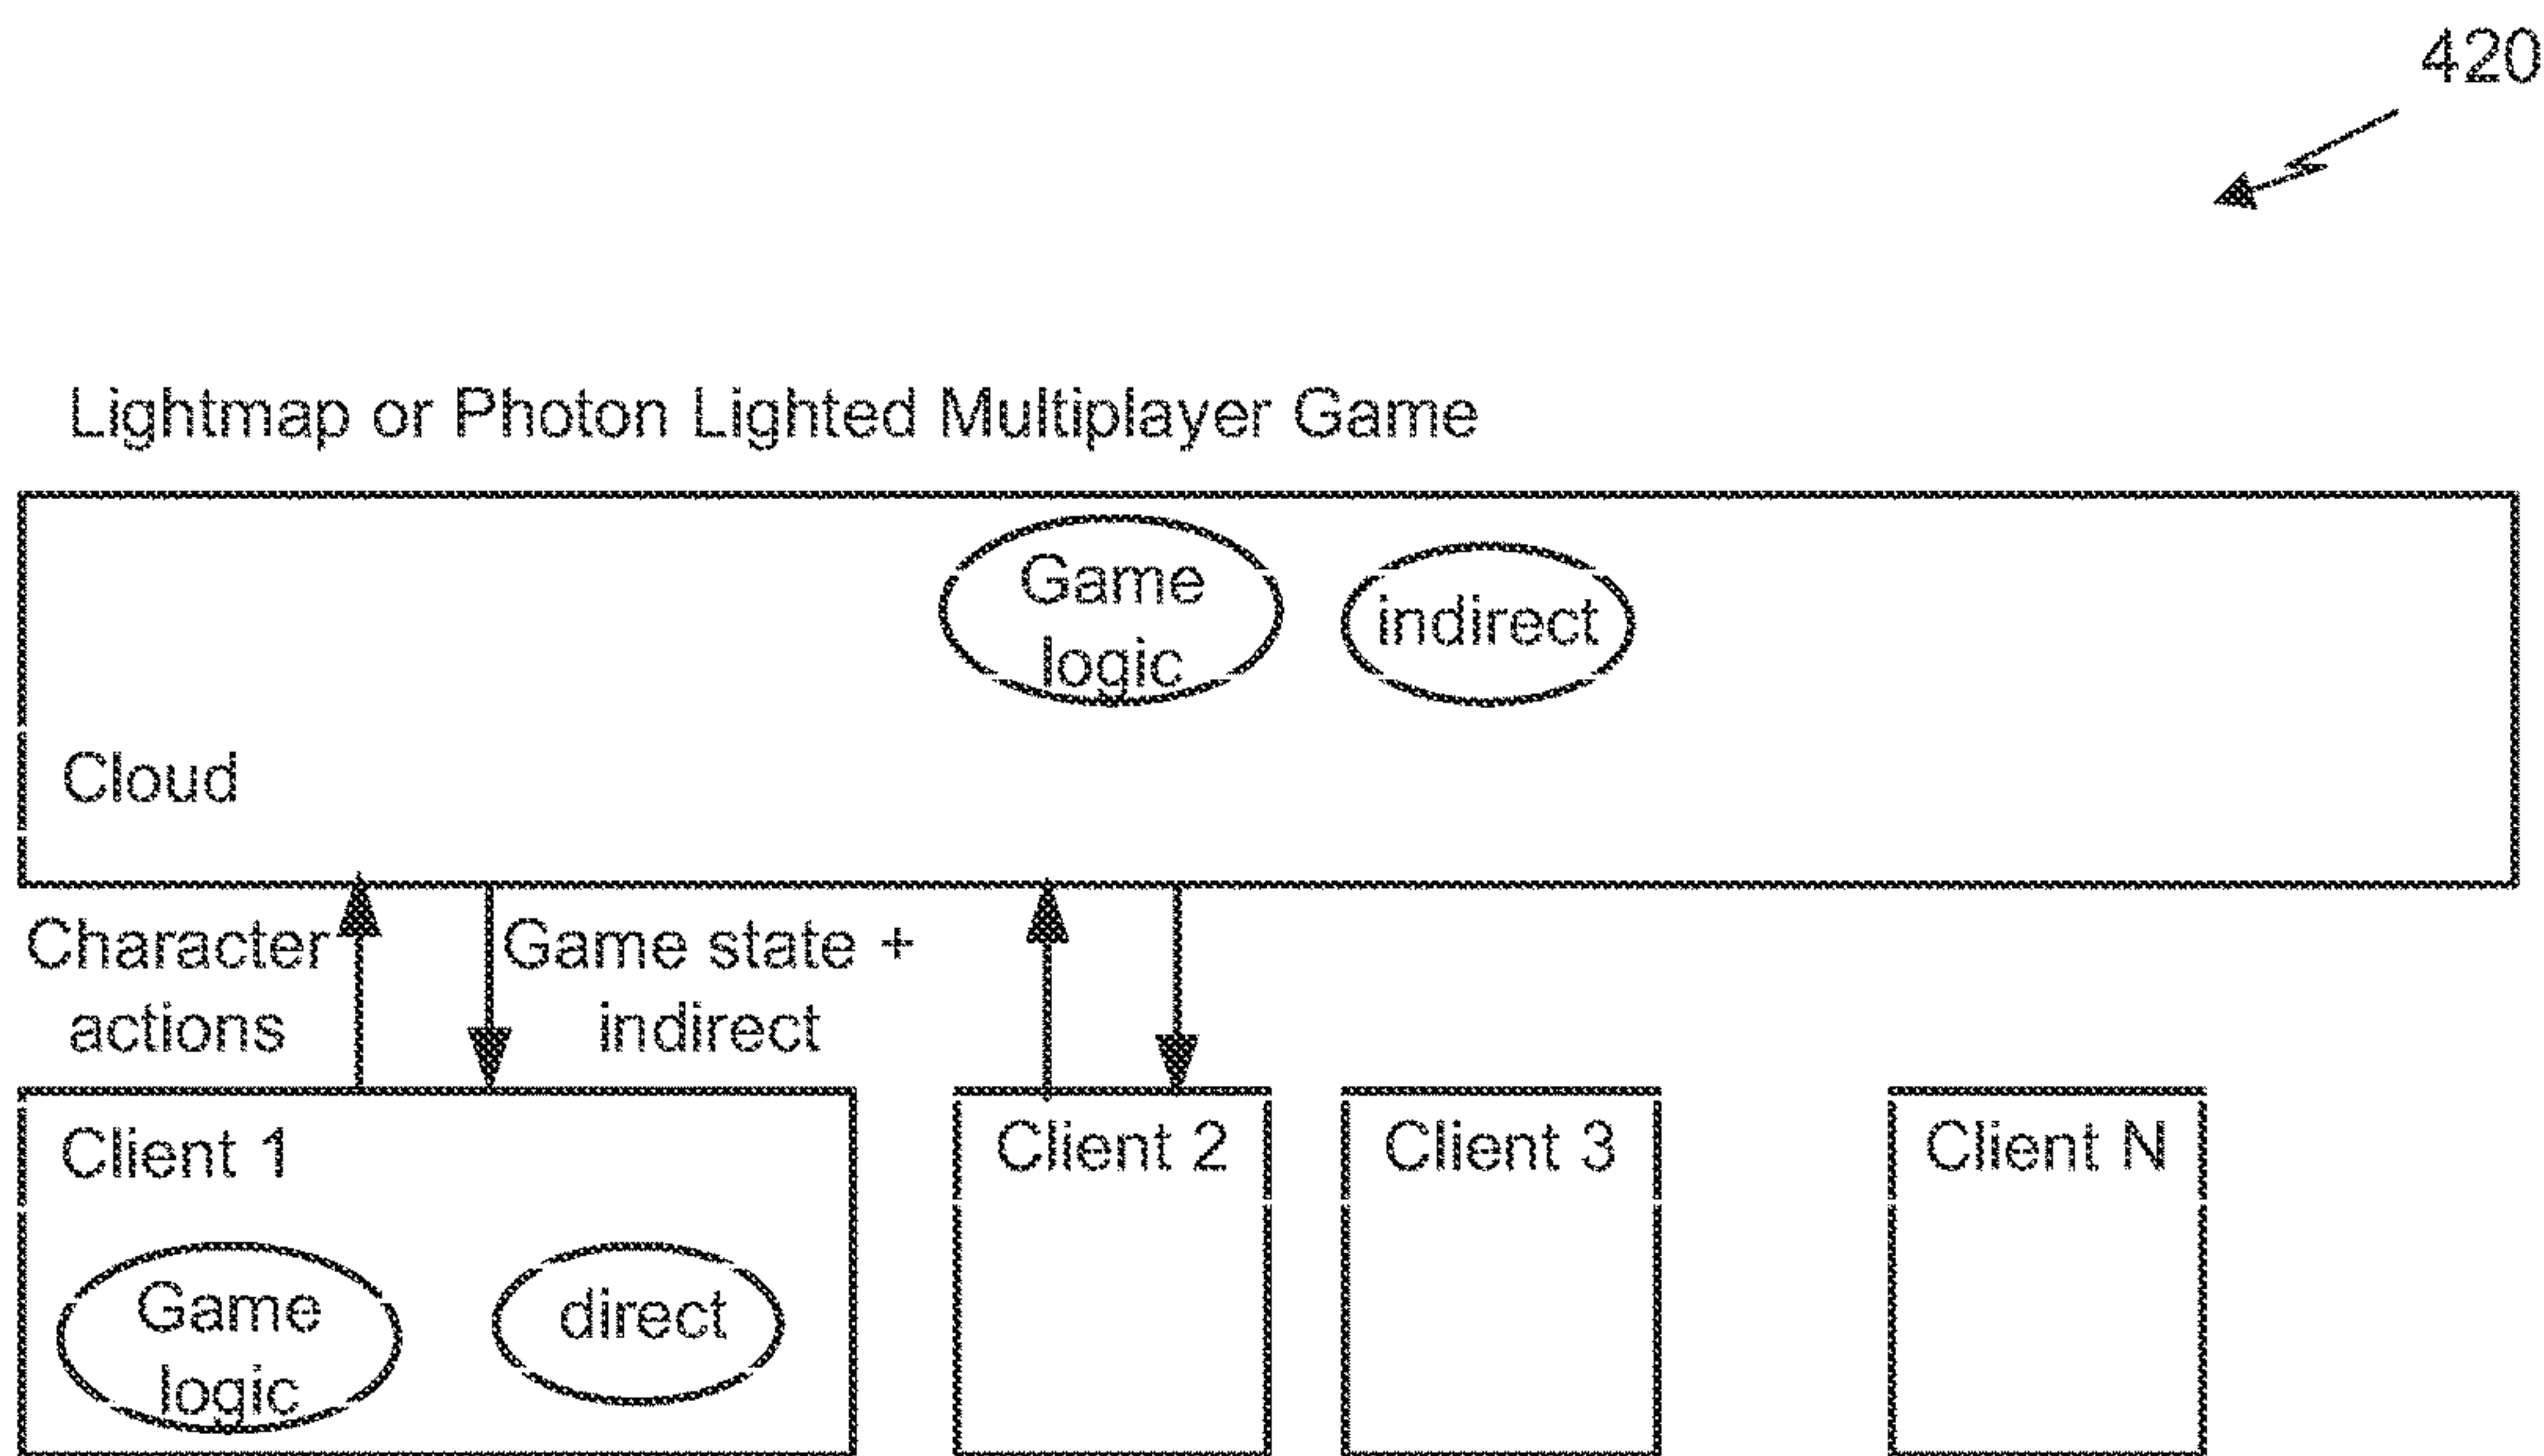 420
Lightmap or Photon Lighted Multiplayer Game
Game
logic
indirect
Cloud
Character
actions
Game state +
indirect
Client 1
Game
logic
direct
Client 2
Client 3
Client N